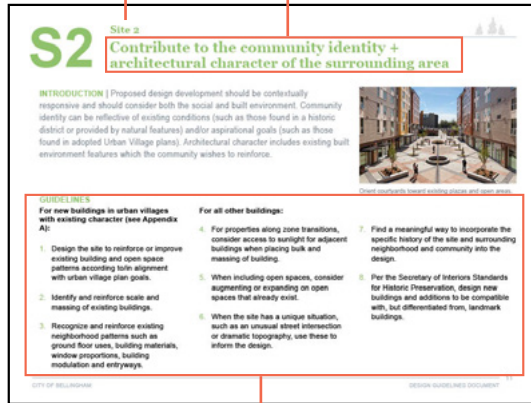 S2
Site 2
Contribute to the community identity +
architectural character of the surrounding area
INTRODUCTION | Proposed design development should be contextually
responsive and should consider both the social and built environment. Community
identity can be reflective of existing conditions (such as those found in a historic
district or provided by natural features) and/or aspirational goals (such as those
found in adopted Urban Village plans). Architectural character includes existing built
environment features which the community wishes to reinforce.
Orient courtyards toward existing plazas and open areas.
GUIDELINES
For new buildings in urban villages
with existing character (see Appendix
A):
1. Design the site to reinforce or improve
existing building and open space
patterns according to/in alignment
with urban village plan goals.
2. Identify and reinforce scale and
massing of existing buildings.
3. Recognize and reinforce existing
neighborhood patterns such as
ground floor uses, building materials,
window proportions, building
modulation and entryways.
For all other buildings:
4. For properties along zone transitions,
consider access to sunlight for adjacent
buildings when placing bulk and
massing of building.
5. When including open spaces, consider
augmenting or expanding on open
spaces that already exist.
6. When the site has a unique situation,
such as an unusual street intersection
or dramatic topography, use these to
inform the design.
7. Find a meaningful way to incorporate the
specific history of the site and surrounding
neighborhood and community into the
design.
8. Per the Secretary of Interiors Standards
for Historic Preservation, design new
buildings and additions to be compatible
with, but differentiated from, landmark
buildings.
CITY OF BELLINGHAM
DESIGN GUIDELINES DOCUMENT